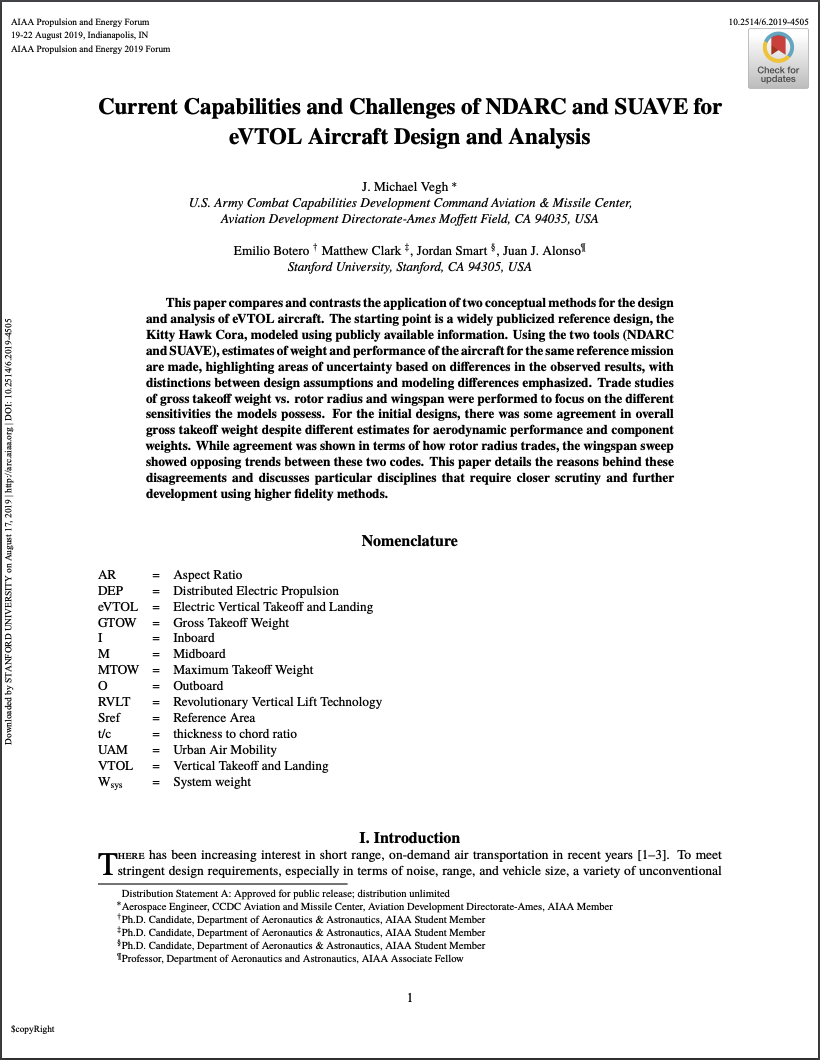 AIAA Propulsion and Energy Forum
19-22 August 2019, Indianapolis, IN
AIAA Propulsion and Energy 2019 Forum
10.2514/6.2019-4505
Check for
updates
Current Capabilities and Challenges of NDARC and SUAVE for
eVTOL Aircraft Design and Analysis
J. Michael Vegh *
U.S. Army Combat Capabilities Development Command Aviation & Missile Center,
Aviation Development Directorate-Ames Moffett Field, CA 94035, USA
Emilio Botero † Matthew Clark ‡, Jordan Smart §, Juan J. Alonso¶
Stanford University, Stanford, CA 94305, USA
This paper compares and contrasts the application of two conceptual methods for the design
and analysis of eVTOL aircraft. The starting point is a widely publicized reference design, the
Kitty Hawk Cora, modeled using publicly available information. Using the two tools (NDARC
and SUAVE), estimates of weight and performance of the aircraft for the same reference mission
are made, highlighting areas of uncertainty based on differences in the observed results, with
distinctions between design assumptions and modeling differences emphasized. Trade studies
of gross takeoff weight vs. rotor radius and wingspan were performed to focus on the different
sensitivities the models possess. For the initial designs, there was some agreement in overall
gross takeoff weight despite different estimates for aerodynamic performance and component
weights. While agreement was shown in terms of how rotor radius trades, the wingspan sweep
showed opposing trends between these two codes. This paper details the reasons behind these
disagreements and discusses particular disciplines that require closer scrutiny and further
development using higher fidelity methods.
Nomenclature
AR = Aspect Ratio
DEP = Distributed Electric Propulsion
eVTOL = Electric Vertical Takeoff and Landing
GTOW = Gross Takeoff Weight
I = Inboard
M = Midboard
MTOW = Maximum Takeoff Weight
O = Outboard
RVLT = Revolutionary Vertical Lift Technology
Sref = Reference Area
t/c = thickness to chord ratio
UAM = Urban Air Mobility
VTOL = Vertical Takeoff and Landing
Wsys = System weight
I. Introduction
THERE has been increasing interest in short range, on-demand air transportation in recent years [1–3]. To meet
stringent design requirements, especially in terms of noise, range, and vehicle size, a variety of unconventional
Distribution Statement A: Approved for public release; distribution unlimited
*Aerospace Engineer, CCDC Aviation and Missile Center, Aviation Development Directorate-Ames, AIAA Member
†Ph.D. Candidate, Department of Aeronautics & Astronautics, AIAA Student Member
‡Ph.D. Candidate, Department of Aeronautics & Astronautics, AIAA Student Member
§Ph.D. Candidate, Department of Aeronautics & Astronautics, AIAA Student Member
¶Professor, Department of Aeronautics and Astronautics, AIAA Associate Fellow
1
$copyRight
Downloaded by STANFORD UNIVERSITY on August 17, 2019 | http://arc.aiaa.org | DOI: 10.2514/6.2019-4505